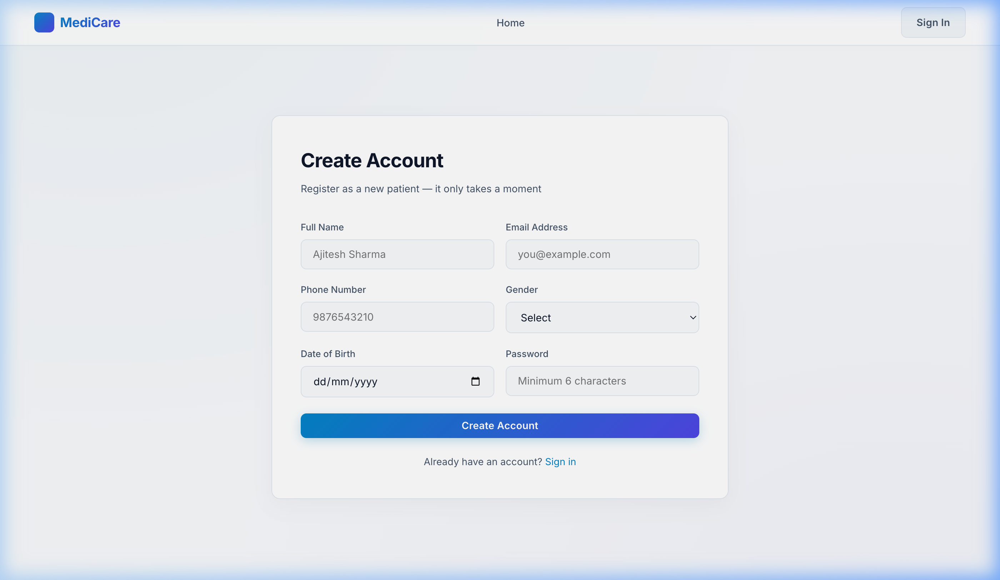 MediCare
Home
Sign In
Create Account
Register as a new patient — it only takes a moment
Full Name
Email Address
Ajitesh Sharma
you@example.com
Phone Number
Gender
9876543210
Select
Date of Birth
Password
dd/mm/yyyy
Minimum 6 characters
Create Account
Already have an account? Sign in